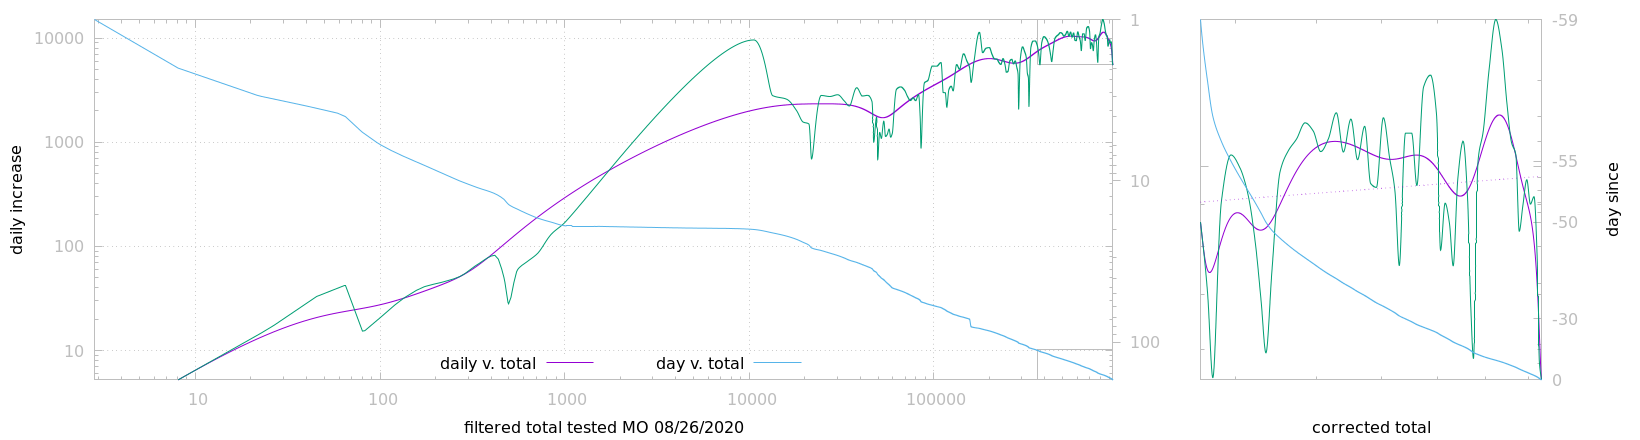 10000
1000
100
10
daily increase
10
100
1000
10000
100000
filtered total tested MO 08/26/2020
daily v. total
day v. total
1
10
100
-59
-55
-50
-30
0
day since
corrected total